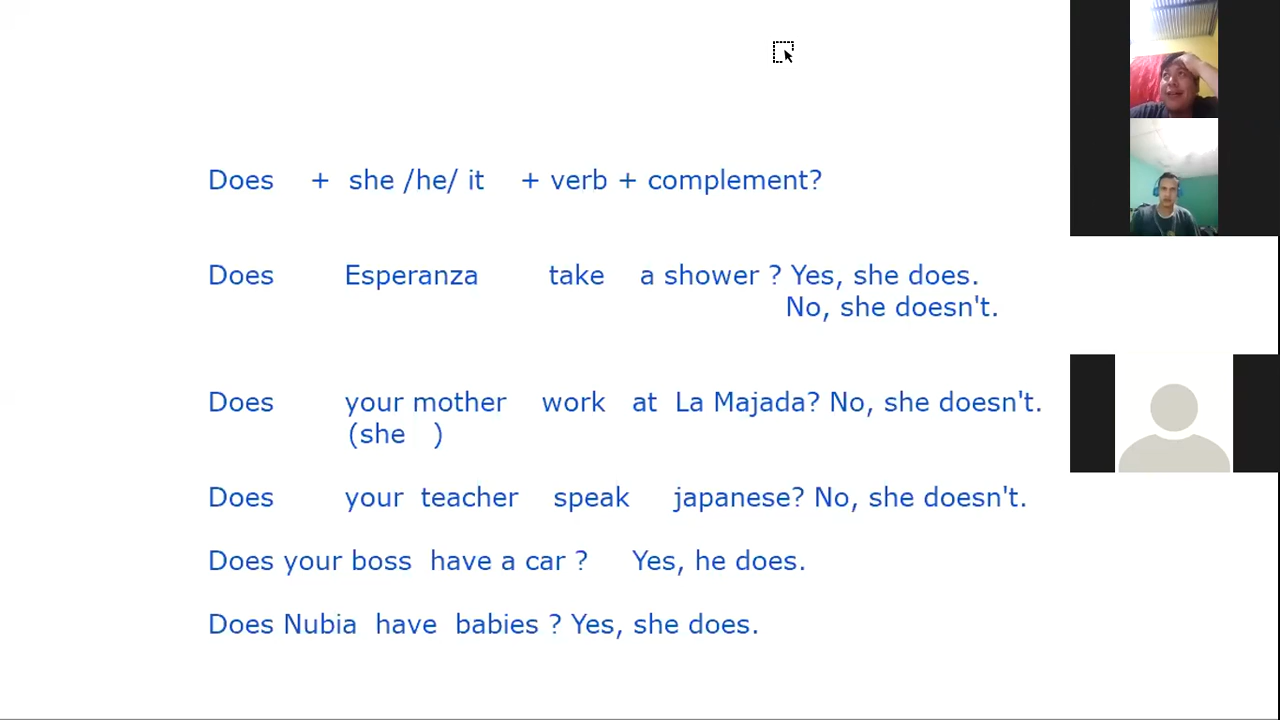 Does + she /he/ it + verb + complement?
Does Esperanza take a shower ? Yes, she does.
No, she doesn't.
Does your mother work at La Majada? No, she doesn't.
(she )
Does your teacher speak japanese? No, she doesn't.
Does your boss have a car ? Yes, he does.
Does Nubia have babies ? Yes, she does.